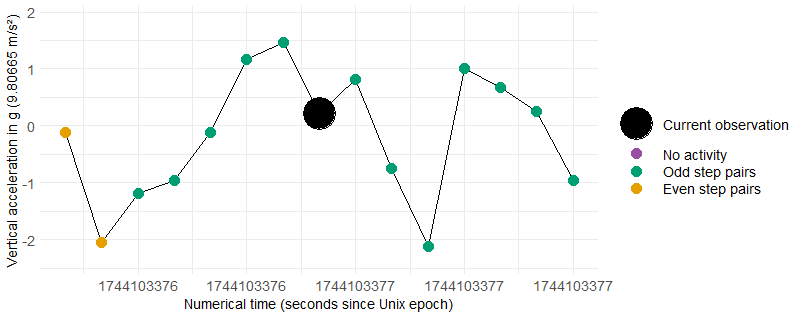 Vertical acceleration in g (9.80665 m/s²)
2
1
0
-1
-2
1744103376
1744103376
1744103377
1744103377
1744103377
Numerical time (seconds since Unix epoch)
Current observation
No activity
Odd step pairs
Even step pairs